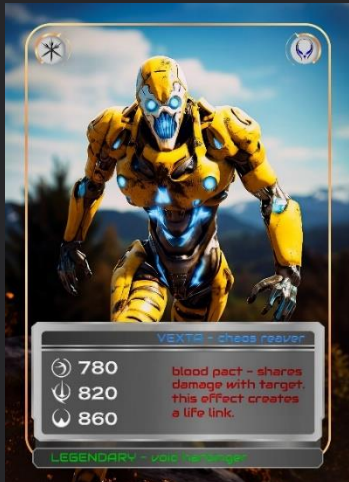 VEXTA - chaos reaver
780
820
860
blood pact - shares
damage with target.
this effect creates
a life link.
LEGENDARY - void harbinger